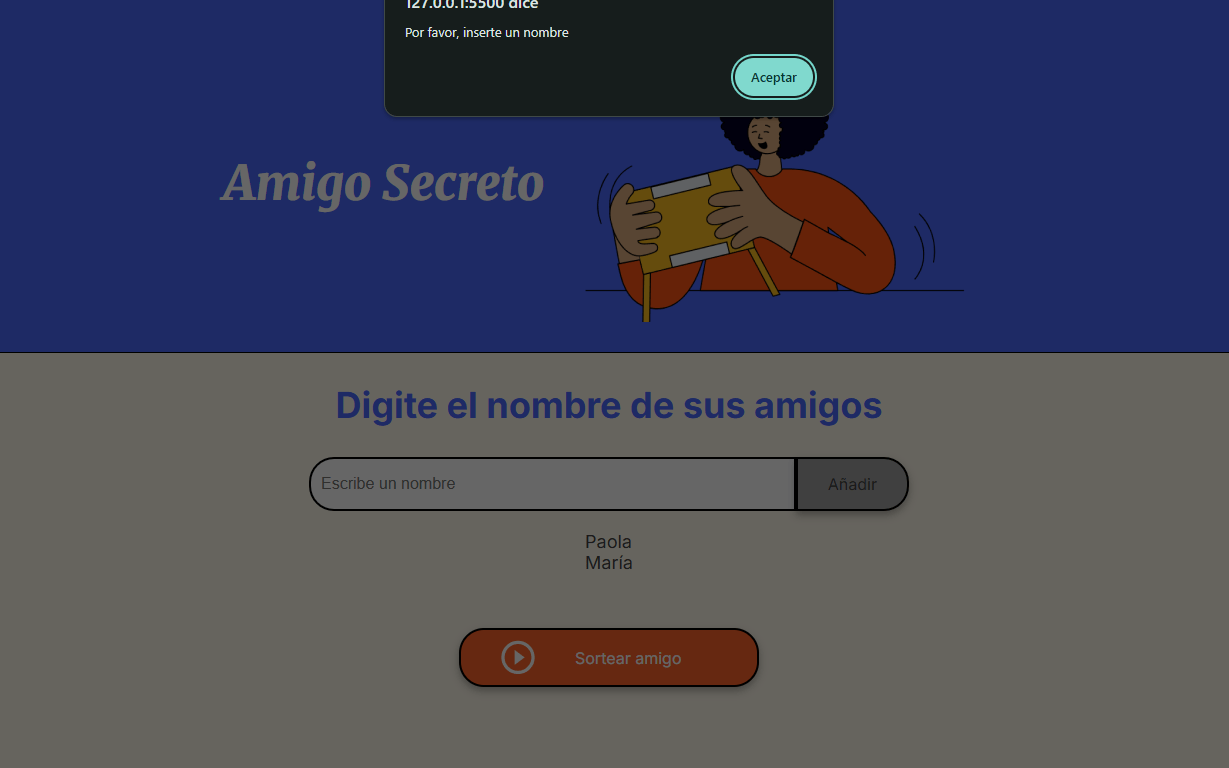 127.0.0.1:5500 dice
Por favor, inserte un nombre
Aceptar
Amigo Secreto
Digite el nombre de sus amigos
Escribe un nombre
Añadir
Paola
María
Sortear amigo